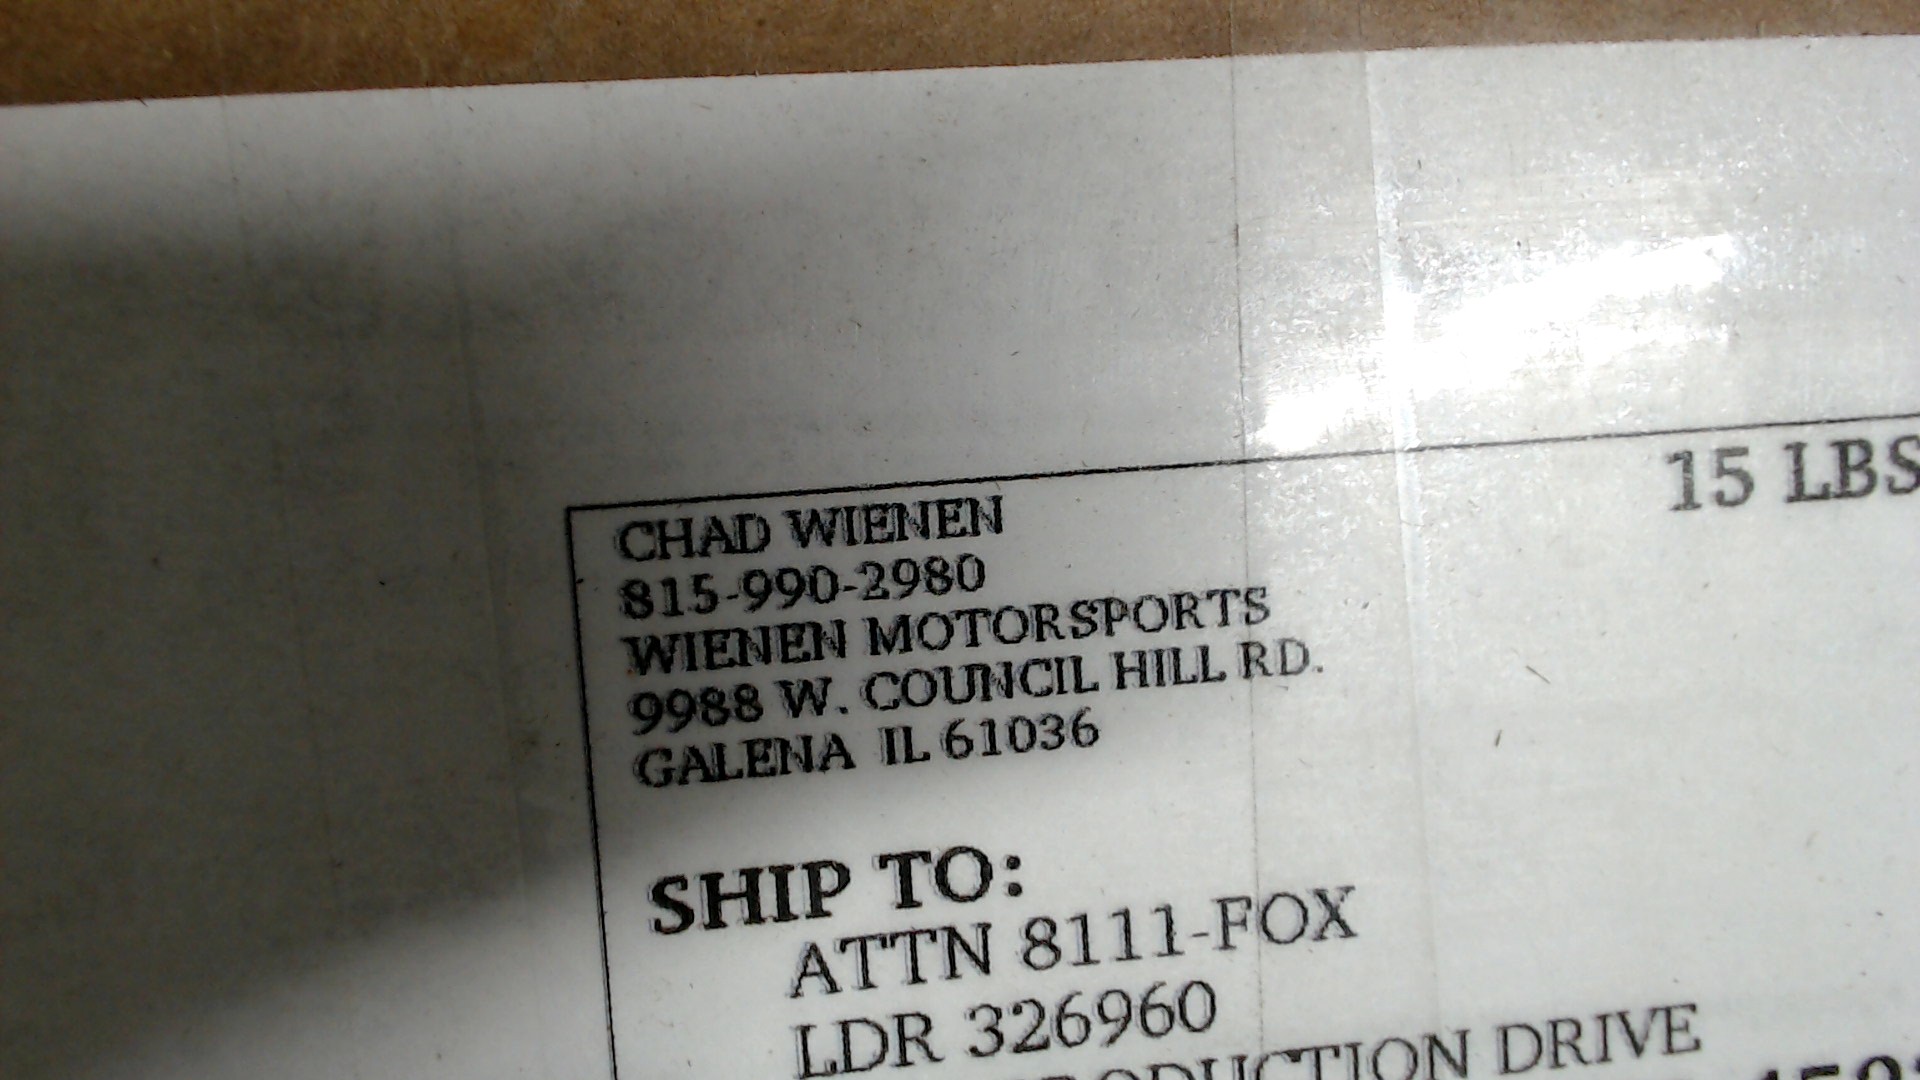 15 LBS
CHAD WIENEN
815-990-2980
WIENEN MOTORSPORTS
9988 W. COUNCIL HILL RD.
GALENA IL 61036
SHIP TO:
ATTN 8111-FOX
LDR 326960
DRIVE